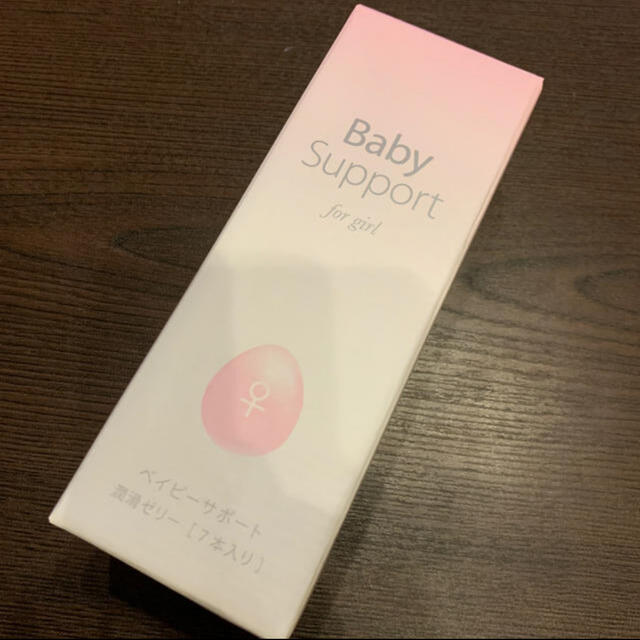 Baby
Support
for girl
♀
ベイビーサポート
潤滑ゼリー［7本入り］